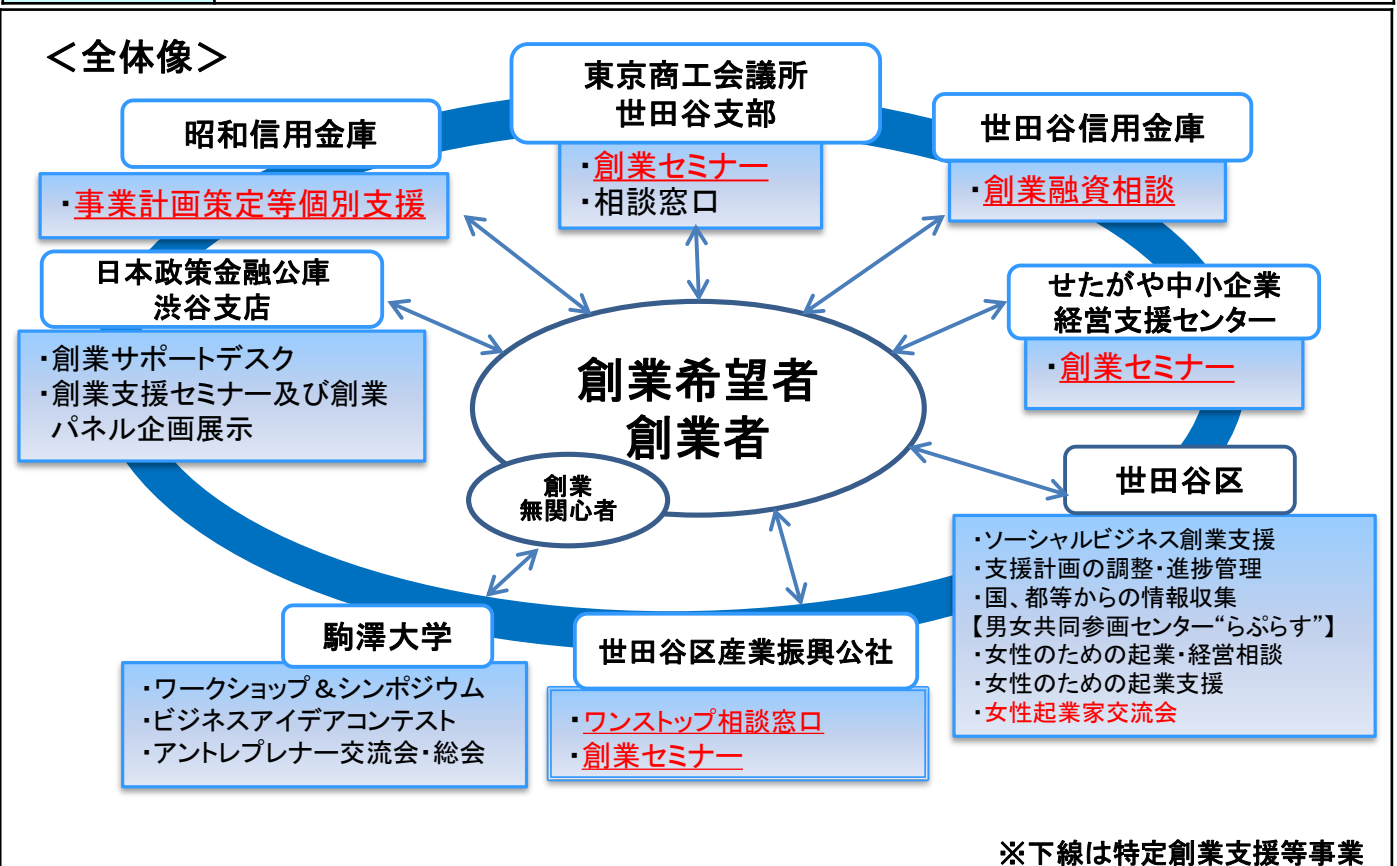 ＜全体像＞
東京商工会議所
世田谷支部
・創業セミナー
・相談窓口
昭和信用金庫
・事業計画策定等個別支援
世田谷信用金庫
・創業融資相談
日本政策金融公庫
渋谷支店
・創業サポートデスク
・創業支援セミナー及び創業
パネル企画展示
せたがや中小企業
経営支援センター
・創業セミナー
創業希望者
創業者
創業
無関心者
世田谷区
・ソーシャルビジネス創業支援
・支援計画の調整・進捗管理
・国、都等からの情報収集
【男女共同参画センター“らぷらす”】
・女性のための起業・経営相談
・女性のための起業支援
・女性起業家交流会
駒澤大学
・ワークショップ＆シンポジウム
・ビジネスアイデアコンテスト
・アントレプレナー交流会・総会
世田谷区産業振興公社
・ワンストップ相談窓口
・創業セミナー
※下線は特定創業支援等事業